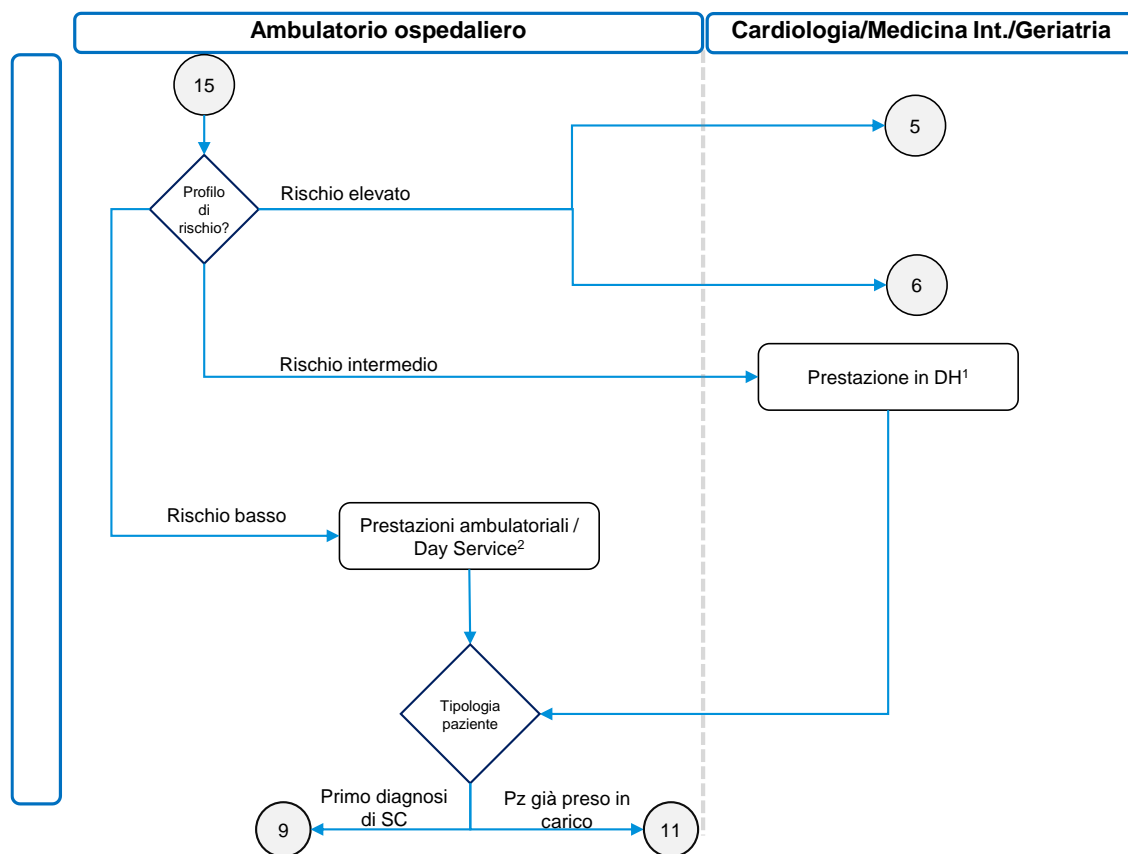 Ambulatorio ospedaliero
Cardiologia/Medicina Int./Geriatria
15
5
Profilo
di
rischio?
Rischio elevato
6
Rischio intermedio
Prestazione in DH¹
Rischio basso
Prestazioni ambulatoriali /
Day Service²
Tipologia
paziente
Primo diagnosi
di SC
Pz già preso in
carico
9
11